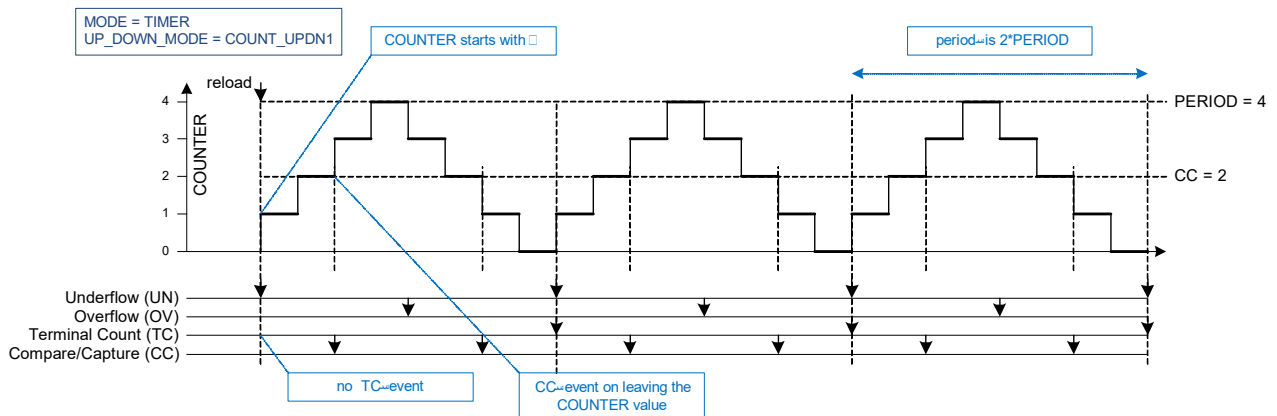 MODE = TIMER
UP_DOWN_MODE = COUNT_UPDN1
COUNTER starts with
period is 2*PERIOD
reload
4
PERIOD = 4
3
COUNTER
2
CC = 2
1
0
Underflow (UN)
Overflow (OV)
Terminal Count (TC)
Compare/Capture (CC)
no TC event
CC event on leaving the
COUNTER value